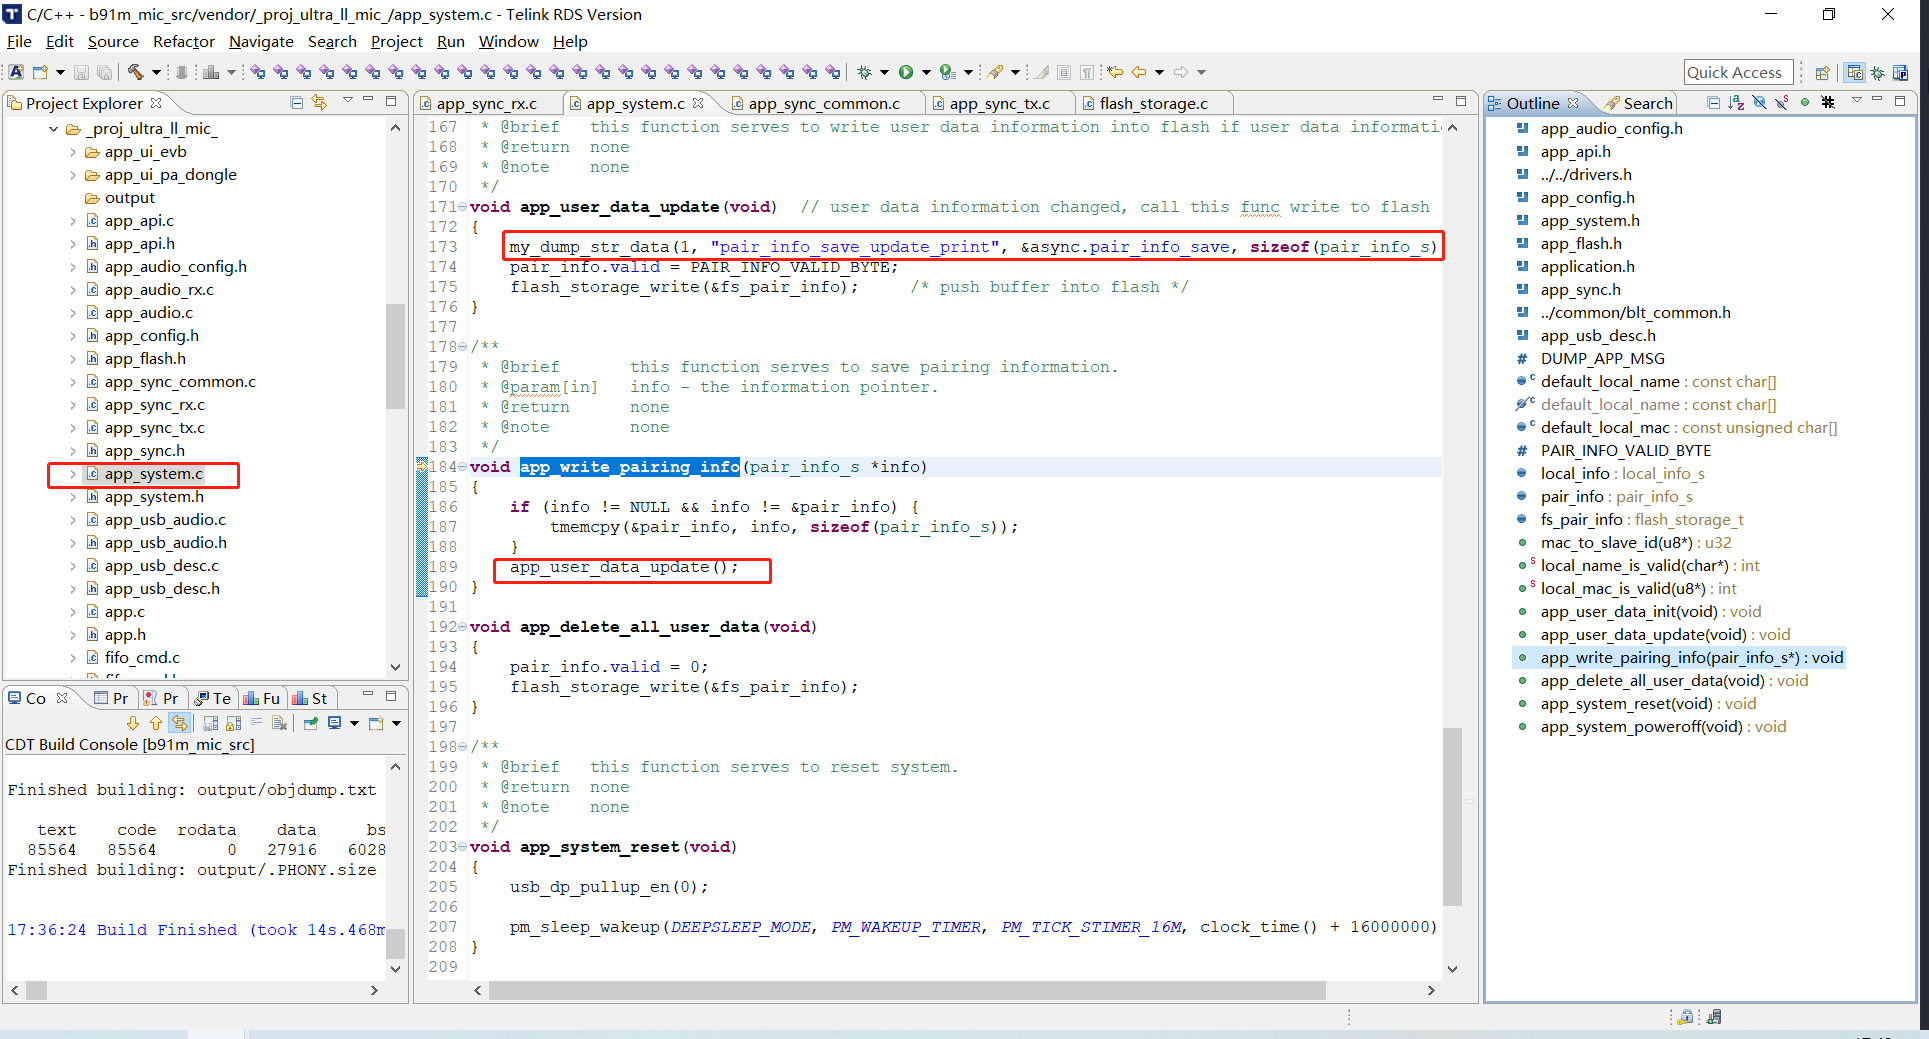 C/C++ - b91m_mic_src/vendor/_proj_ultra_ll_mic_/app_system.c - Telink RDS Version
File Edit Source Refactor Navigate Search Project Run Window Help
Quick Access
Project Explorer
_proj_ultra_ll_mic_
app_ui_evb
app_ui_pa_dongle
output
app_api.c
app_api.h
app_audio_config.h
app_audio_rx.c
app_audio.c
app_config.h
app_flash.h
app_sync_common.c
app_sync_rx.c
app_sync_tx.c
app_sync.h
app_system.c
app_system.h
app_usb_audio.c
app_usb_audio.h
app_usb_desc.c
app_usb_desc.h
app.c
app.h
fifo_cmd.c
Co Pr Pr Te Fu St
CDT Build Console [b91m_mic_src]
Finished building: output/objdump.txt
text code rodata data bs
85564 85564 0 27916 6028
Finished building: output/.PHONY.size
17:36:24 Build Finished (took 14s.468m
app_sync_rx.c app_system.c app_sync_common.c app_sync_tx.c flash_storage.c
167 * @brief this function serves to write user data information into flash if user data informati
168 * @return none
169 * @note none
170 */
171 void app_user_data_update(void) // user data information changed, call this func write to flash
172 {
173 my_dump_str_data(1, "pair_info_save_update_print", &async.pair_info_save, sizeof(pair_info_s)
174 pair_info.valid = PAIR_INFO_VALID_BYTE;
175 flash_storage_write(&fs_pair_info); /* push buffer into flash */
176 }
177
178 /**
179 * @brief this function serves to save pairing information.
180 * @param[in] info - the information pointer.
181 * @return none
182 * @note none
183 */
184 void app_write_pairing_info(pair_info_s *info)
185 {
186 if (info != NULL && info != &pair_info) {
187 tmemcpy(&pair_info, info, sizeof(pair_info_s));
188 }
189 app_user_data_update();
190 }
191
192 void app_delete_all_user_data(void)
193 {
194 pair_info.valid = 0;
195 flash_storage_write(&fs_pair_info);
196 }
197
198 /**
199 * @brief this function serves to reset system.
200 * @return none
201 * @note none
202 */
203 void app_system_reset(void)
204 {
205 usb_dp_pullup_en(0);
206
207 pm_sleep_wakeup(DEEPSLEEP_MODE, PM_WAKEUP_TIMER, PM_TICK_STIMER_16M, clock_time() + 16000000)
208 }
209
Outline Search
app_audio_config.h
app_api.h
../../drivers.h
app_config.h
app_system.h
app_flash.h
application.h
app_sync.h
../common/blt_common.h
app_usb_desc.h
DUMP_APP_MSG
default_local_name : const char[]
default_local_name : const char[]
default_local_mac : const unsigned char[]
PAIR_INFO_VALID_BYTE
local_info : local_info_s
pair_info : pair_info_s
fs_pair_info : flash_storage_t
mac_to_slave_id(u8*) : u32
local_name_is_valid(char*) : int
local_mac_is_valid(u8*) : int
app_user_data_init(void) : void
app_user_data_update(void) : void
app_write_pairing_info(pair_info_s*) : void
app_delete_all_user_data(void) : void
app_system_reset(void) : void
app_system_poweroff(void) : void